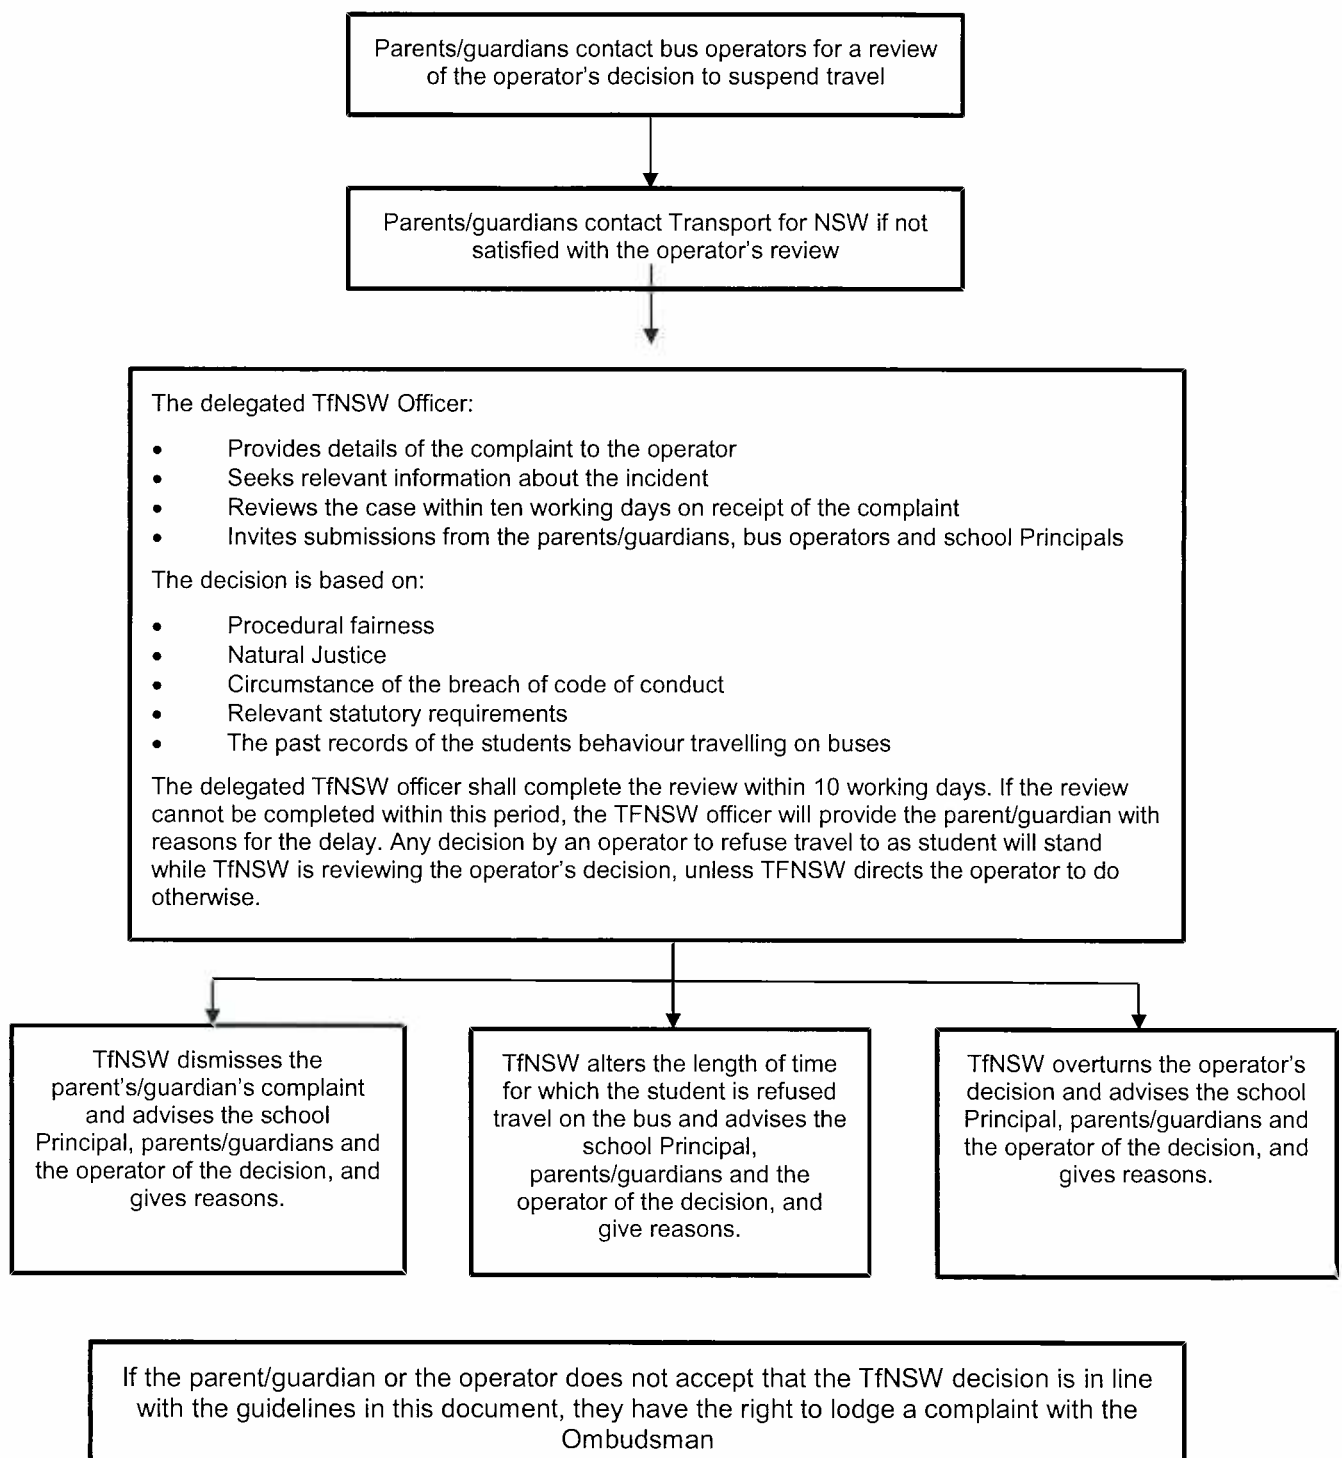 Parents/guardians contact bus operators for a review
of the operator's decision to suspend travel
Parents/guardians contact Transport for NSW if not
satisfied with the operator's review
The delegated TfNSW Officer:
• Provides details of the complaint to the operator
• Seeks relevant information about the incident
• Reviews the case within ten working days on receipt of the complaint
• Invites submissions from the parents/guardians, bus operators and school Principals
The decision is based on:
• Procedural fairness
• Natural Justice
• Circumstance of the breach of code of conduct
• Relevant statutory requirements
• The past records of the students behaviour travelling on buses
The delegated TfNSW officer shall complete the review within 10 working days. If the review
cannot be completed within this period, the TFNSW officer will provide the parent/guardian with
reasons for the delay. Any decision by an operator to refuse travel to as student will stand
while TfNSW is reviewing the operator's decision, unless TFNSW directs the operator to do
otherwise.
TfNSW dismisses the
parent's/guardian's complaint
and advises the school
Principal, parents/guardians and
the operator of the decision, and
gives reasons.
TfNSW alters the length of time
for which the student is refused
travel on the bus and advises the
school Principal,
parents/guardians and the
operator of the decision, and
give reasons.
TfNSW overturns the operator's
decision and advises the school
Principal, parents/guardians and
the operator of the decision, and
gives reasons.
If the parent/guardian or the operator does not accept that the TfNSW decision is in line
with the guidelines in this document, they have the right to lodge a complaint with the
Ombudsman